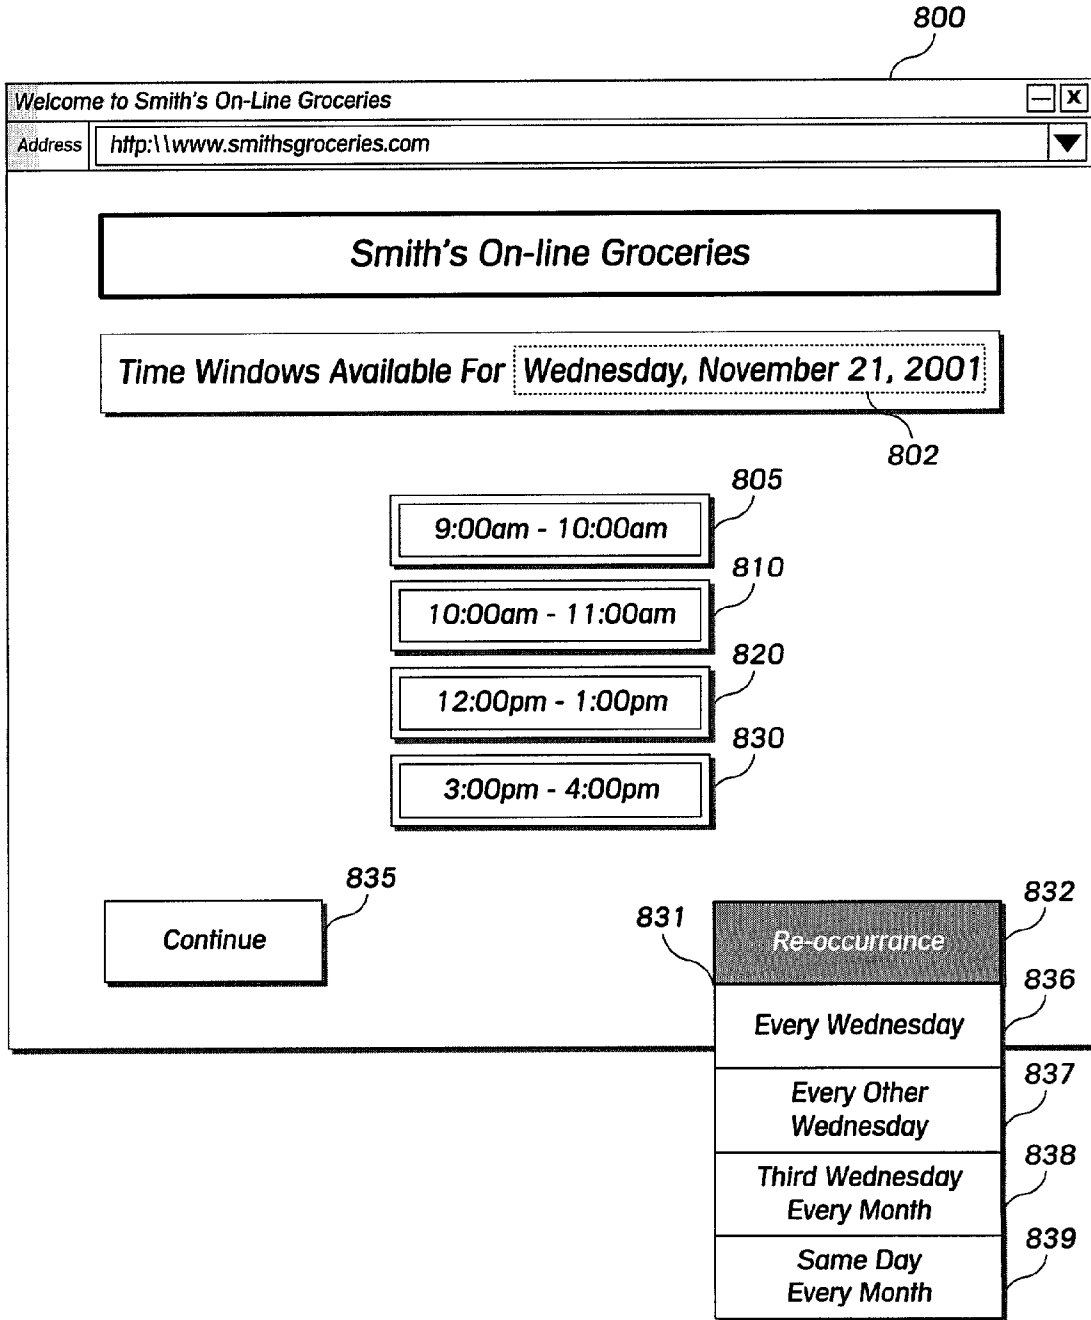 800
Welcome to Smith's On-Line Groceries
— X
Address http:\\www.smithsgroceries.com
Smith's On-line Groceries
Time Windows Available For Wednesday, November 21, 2001
802
805
9:00am - 10:00am
810
10:00am - 11:00am
820
12:00pm - 1:00pm
830
3:00pm - 4:00pm
835
Continue
831
832
Re-occurrance
836
Every Wednesday
837
Every Other
Wednesday
838
Third Wednesday
Every Month
839
Same Day
Every Month